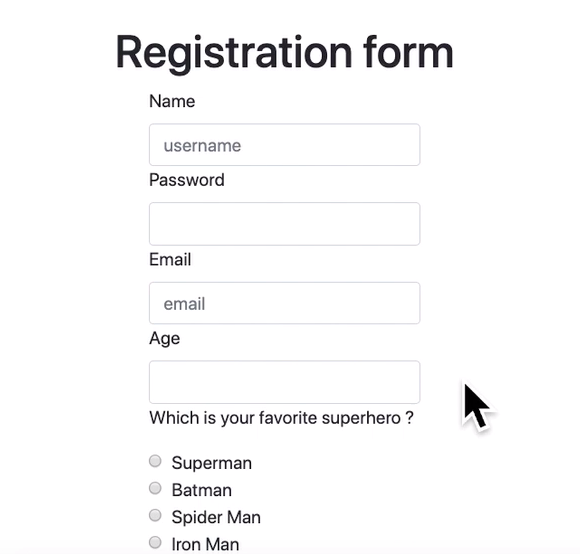 Registration form
Name
username
Password
Email
email
Age
Which is your favorite superhero ?
Superman
Batman
Spider Man
Iron Man